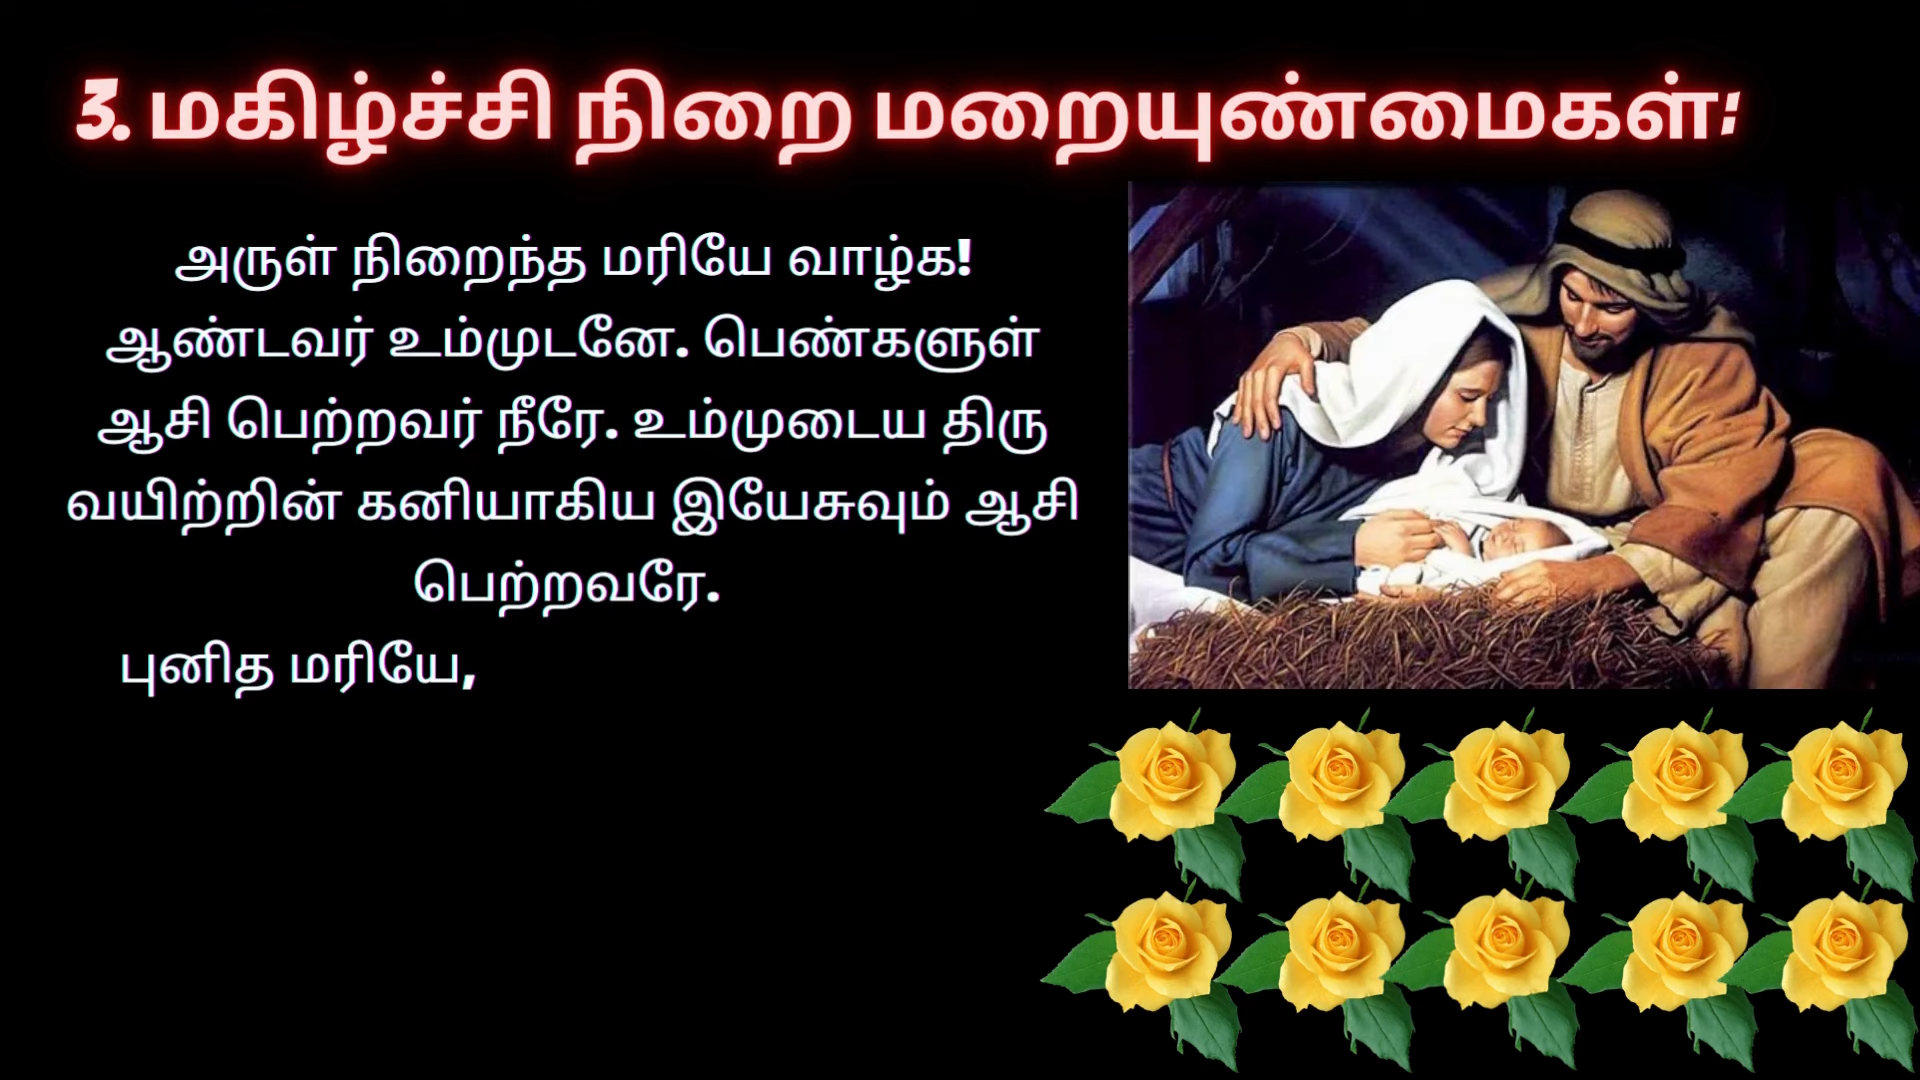 3. மகிழ்ச்சி நிறை மறையுண்மைகள்:
அருள் நிறைந்த மரியே வாழ்க!
ஆண்டவர் உம்முடனே. பெண்களுள்
ஆசி பெற்றவர் நீரே. உம்முடைய திரு
வயிற்றின் கனியாகிய இயேசுவும் ஆசி
பெற்றவரே.
புனித மரியே,